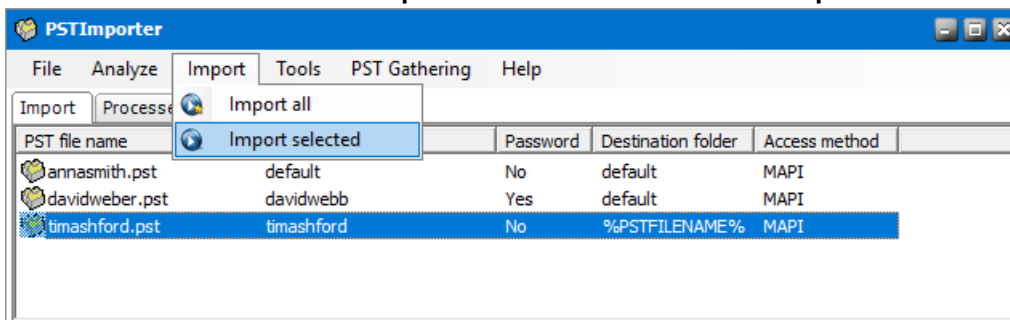 PSTImporter
File Analyze Import Tools PST Gathering Help
Import Processe Import all
PST file name Import selected Password Destination folder Access method
annasmith.pst default No default MAPI
davidweber.pst davidwebb Yes default MAPI
timashford.pst timashford No %PSTFILENAME% MAPI